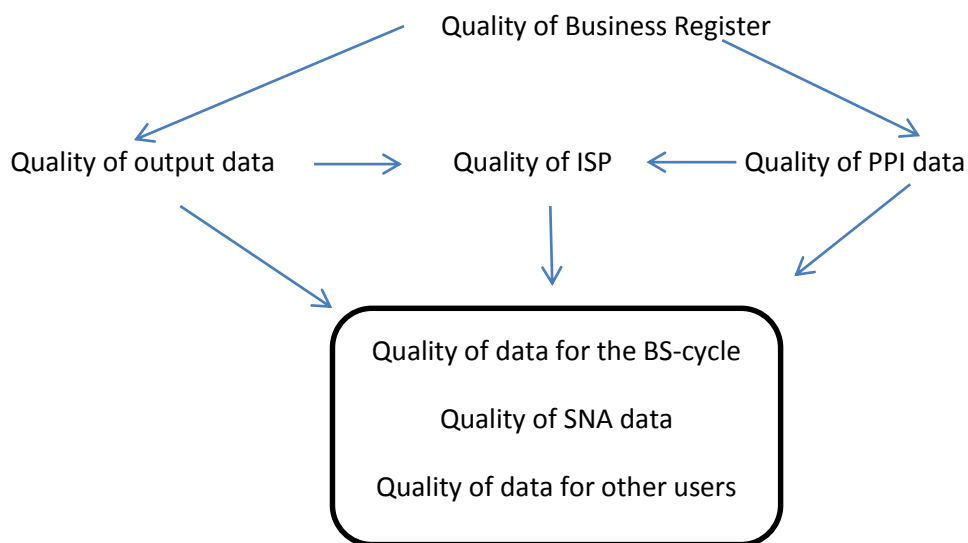 Quality of Business Register
Quality of output data
Quality of ISP
Quality of PPI data
Quality of data for the BS-cycle
Quality of SNA data
Quality of data for other users